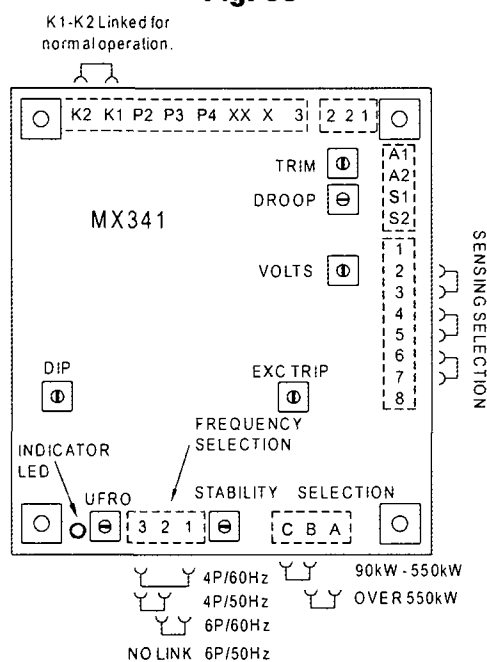 K1-K2 Linked for
normal operation.
K2 K1 P2 P3 P4 XX X 3 2 2 1
TRIM
A1
A2
DROOP
S1
S2
MX341
VOLTS
1
2
3
4
5
6
7
8
SENSING SELECTION
DIP
EXC TRIP
FREQUENCY
SELECTION
INDICATOR
LED
UFRO
STABILITY SELECTION
3 2 1
C B A
4P/60Hz
90kW - 550kW
4P/50Hz
OVER 550kW
6P/60Hz
NO LINK 6P/50Hz